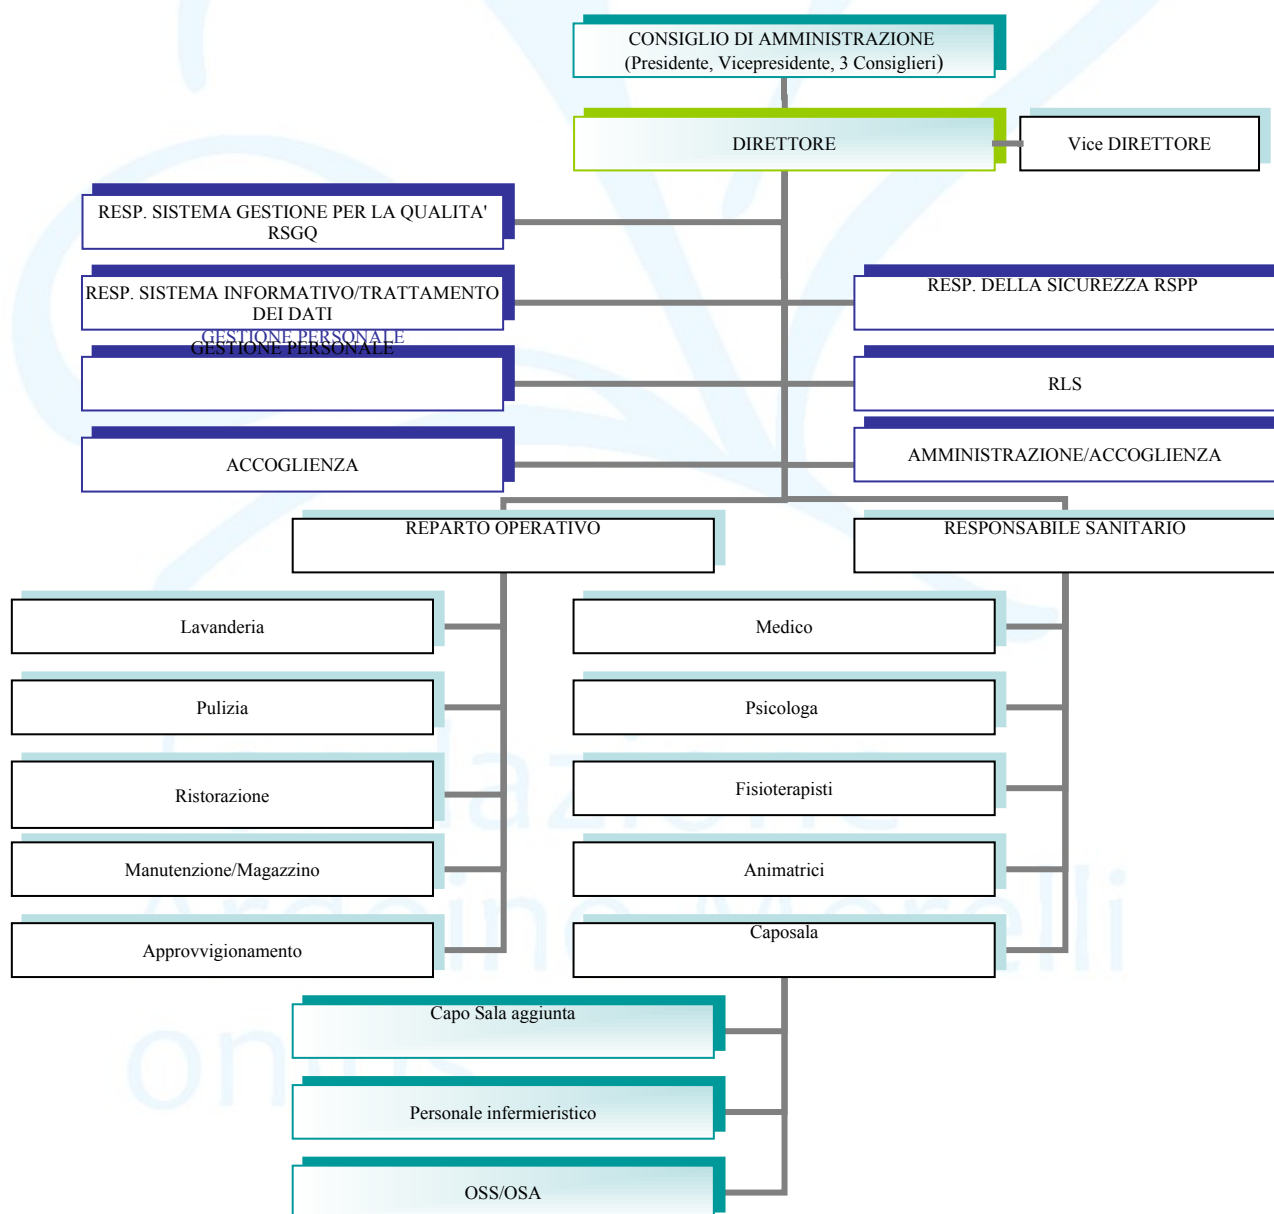 CONSIGLIO DI AMMINISTRAZIONE
(Presidente, Vicepresidente, 3 Consiglieri)
DIRETTORE
Vice DIRETTORE
RESP. SISTEMA GESTIONE PER LA QUALITA'
RSGQ
RESP. SISTEMA INFORMATIVO/TRATTAMENTO
DEI DATI
RESP. DELLA SICUREZZA RSPP
GESTIONE PERSONALE
GESTIONE PERSONALE
RLS
ACCOGLIENZA
AMMINISTRAZIONE/ACCOGLIENZA
REPARTO OPERATIVO
RESPONSABILE SANITARIO
Lavanderia
Medico
Pulizia
Psicologa
Ristorazione
Fisioterapisti
Manutenzione/Magazzino
Animatrici
Approvvigionamento
Caposala
Capo Sala aggiunta
Personale infermieristico
OSS/OSA